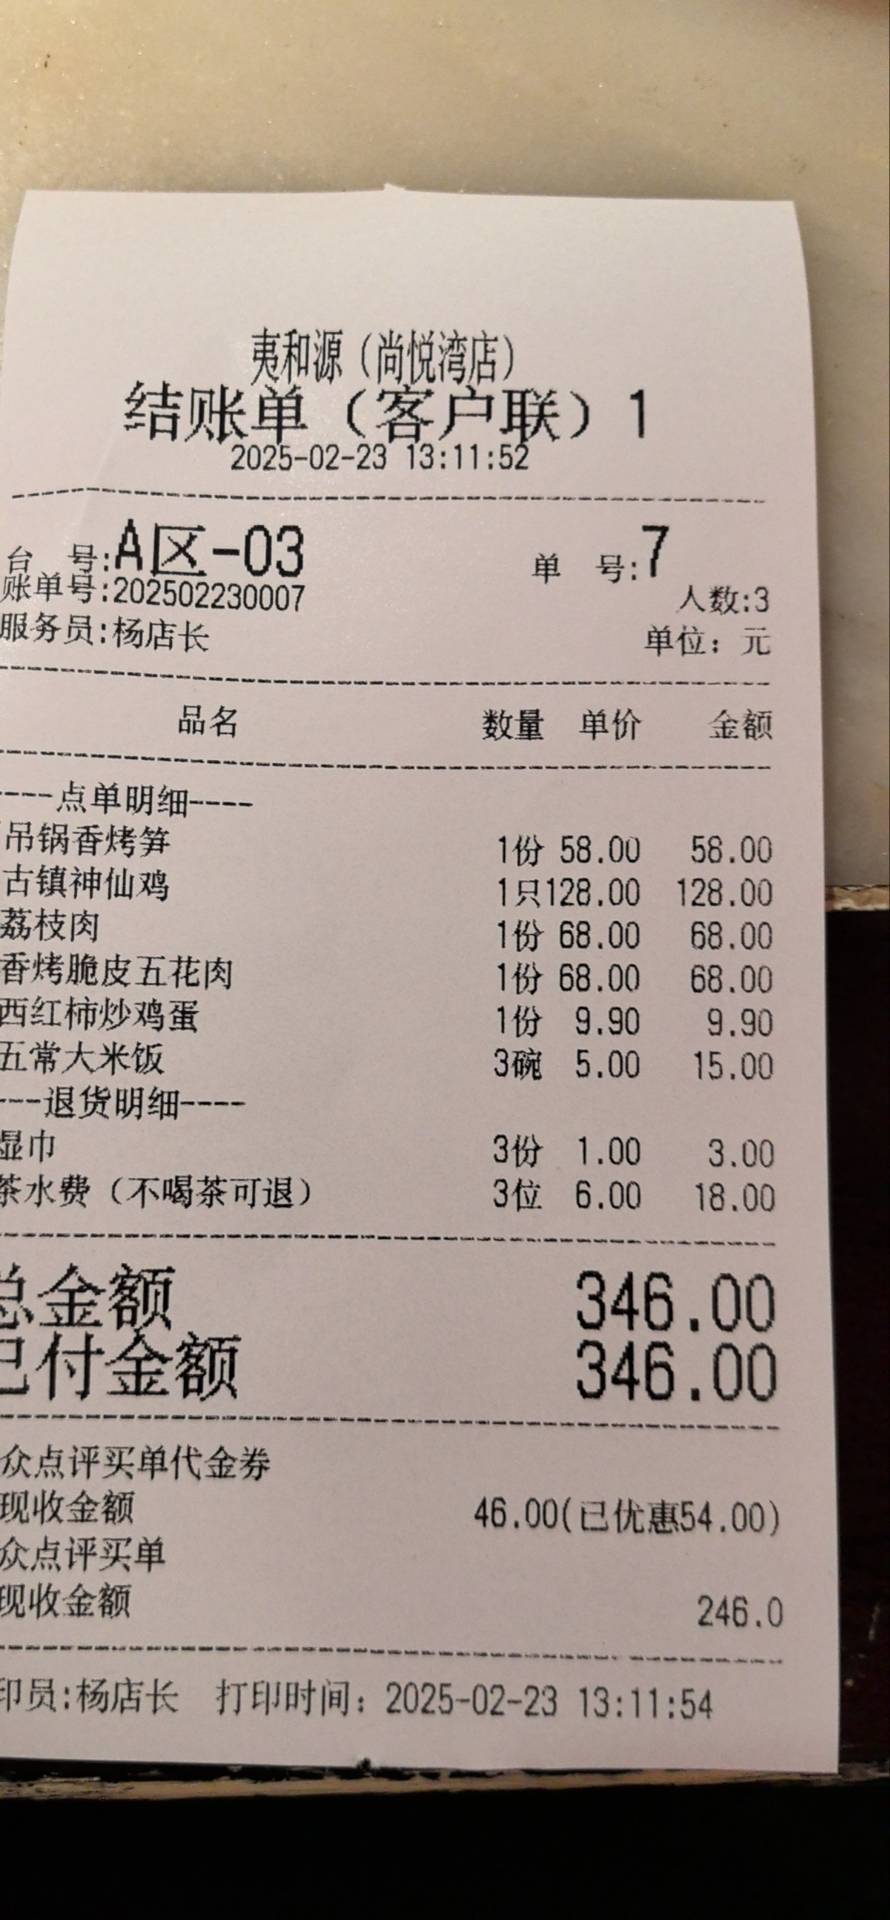 夷和源（尚悦湾店）
结账单（客户联）1
2025-02-23 13:11:52
台 号:A区-03 单 号:7
账单号:202502230007 人数:3
服务员:杨店长 单位：元
品名 数量 单价 金额
----点单明细----
吊锅香烤笋 1份 58.00 58.00
古镇神仙鸡 1只128.00 128.00
荔枝肉 1份 68.00 68.00
香烤脆皮五花肉 1份 68.00 68.00
西红柿炒鸡蛋 1份 9.90 9.90
五常大米饭 3碗 5.00 15.00
---退货明细----
湿巾 3份 1.00 3.00
茶水费（不喝茶可退） 3位 6.00 18.00
总金额 346.00
已付金额 346.00
众点评买单代金券
现收金额 46.00(已优惠54.00)
众点评买单
现收金额 246.0
印员:杨店长 打印时间：2025-02-23 13:11:54